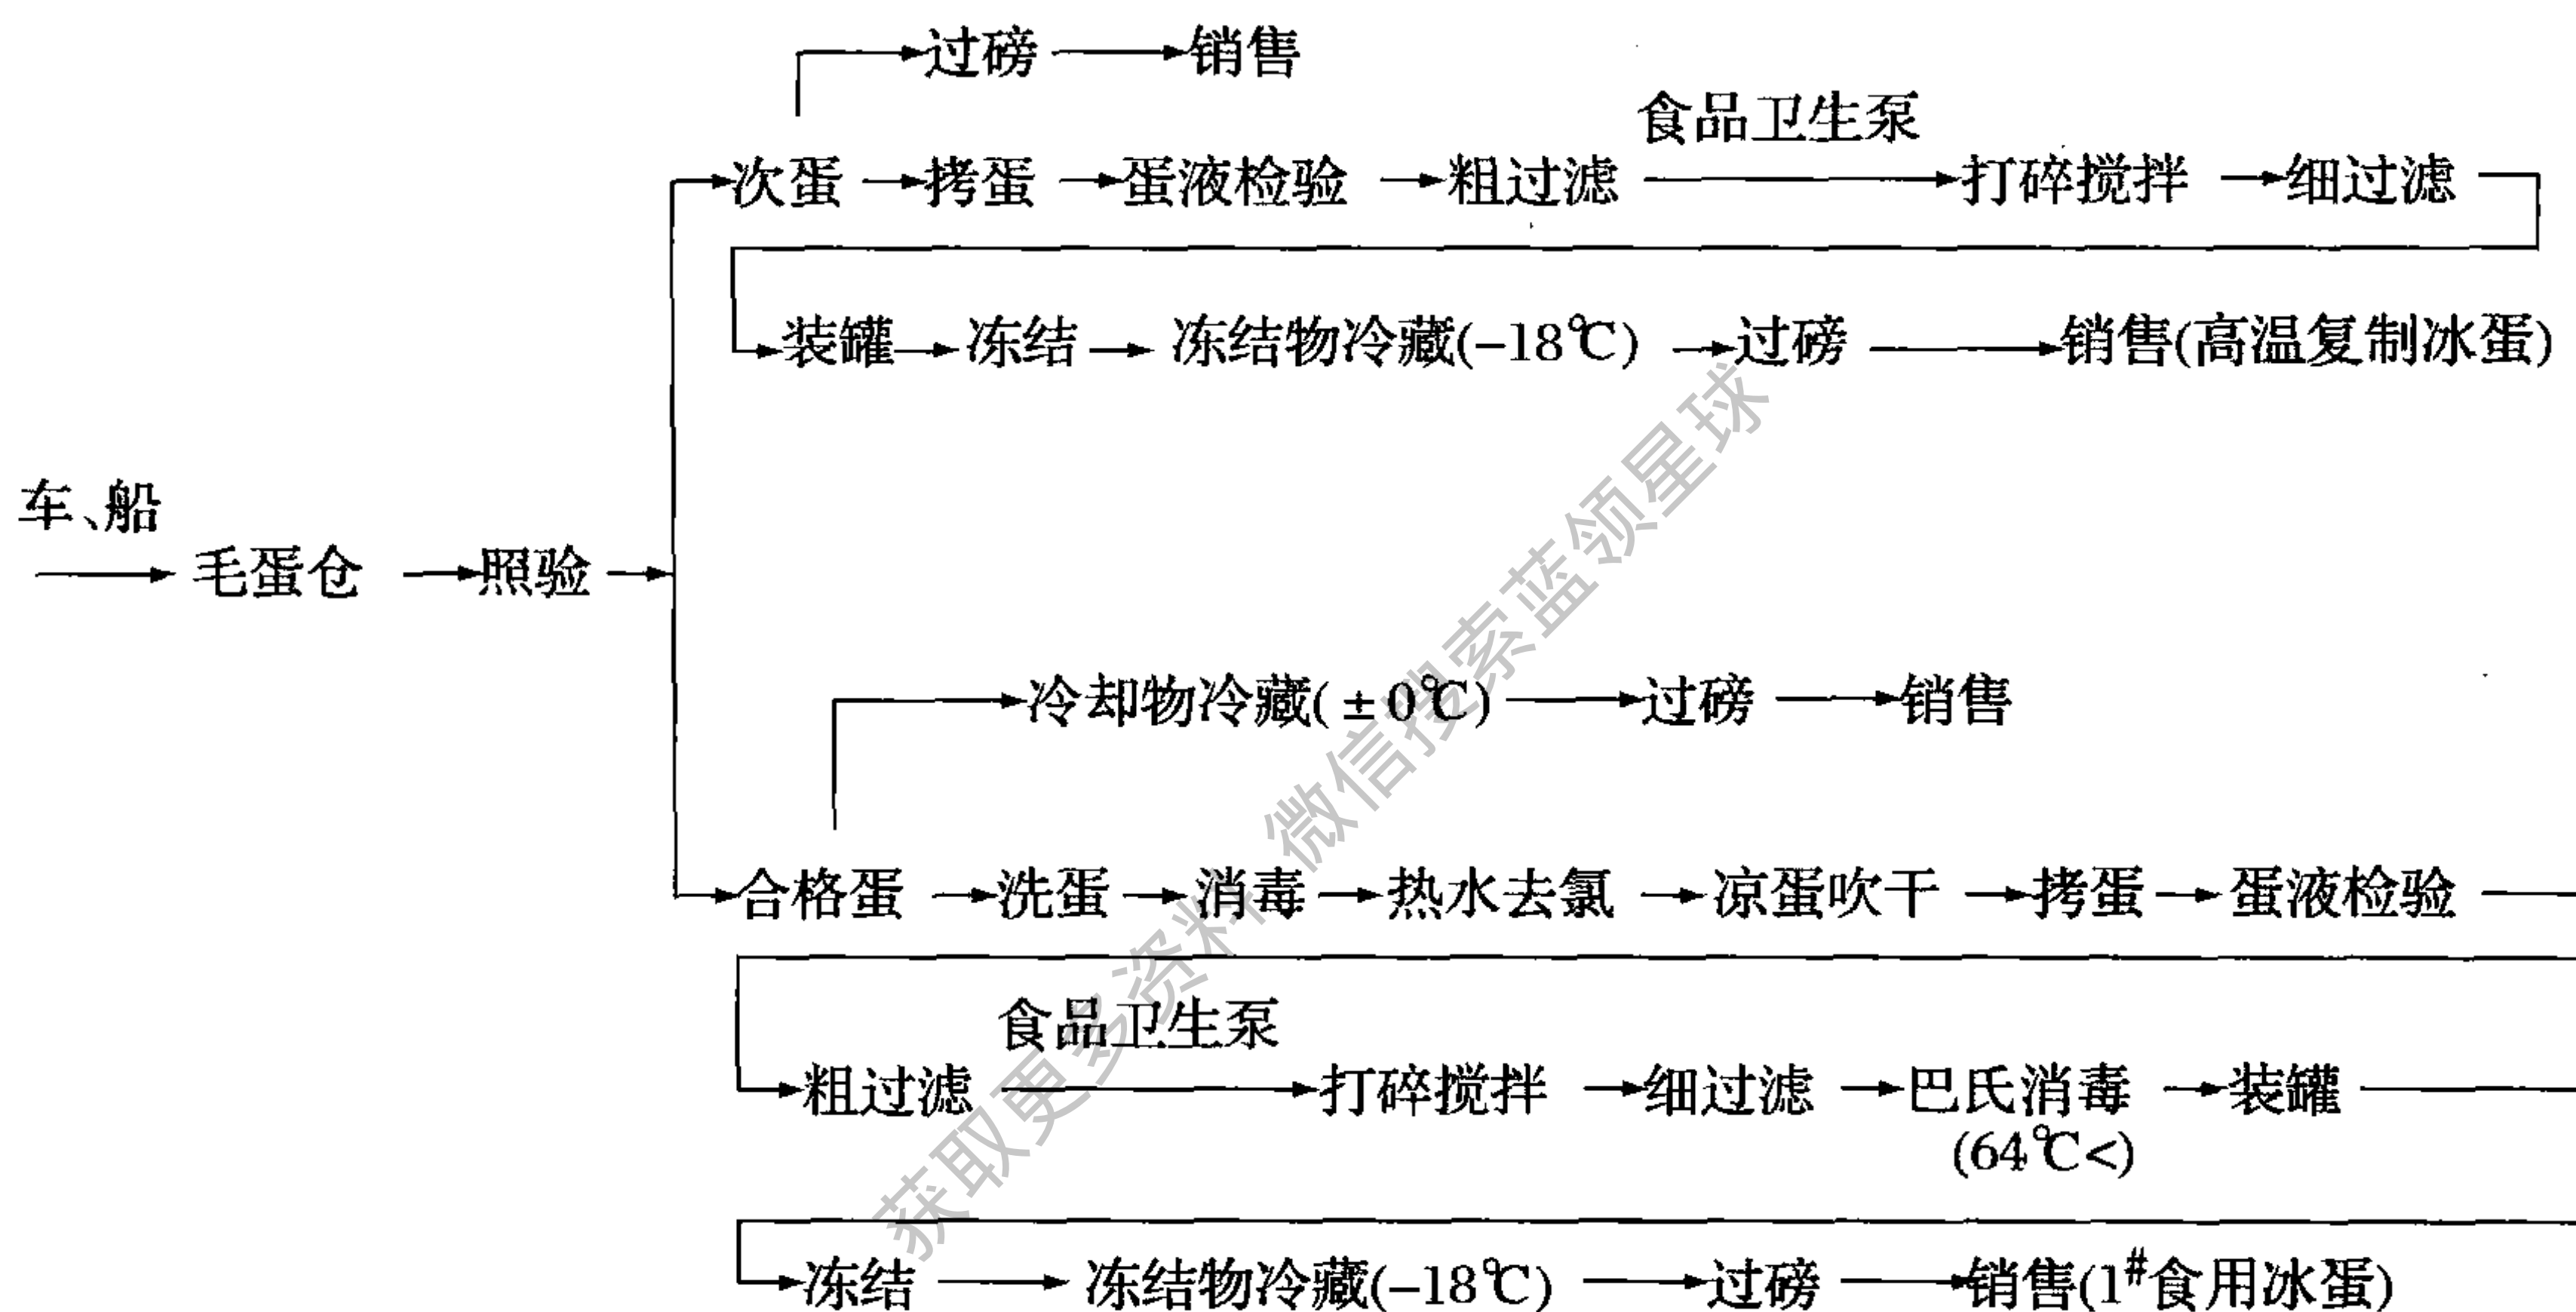 过磅 销售
食品卫生泵
次蛋 拷蛋 蛋液检验 粗过滤 打碎搅拌 细过滤
装罐 冻结 冻结物冷藏(-18℃) 过磅 销售(高温复制冰蛋)
车、船
毛蛋仓 照验
冷却物冷藏(±0℃) 过磅 销售
合格蛋 洗蛋 消毒 热水去氯 凉蛋吹干 拷蛋 蛋液检验
食品卫生泵
粗过滤 打碎搅拌 细过滤 巴氏消毒 装罐
(64℃<)
冻结 冻结物冷藏(-18℃) 过磅 销售(1#食用冰蛋)
获取更多资料 微信搜索蓝领星球